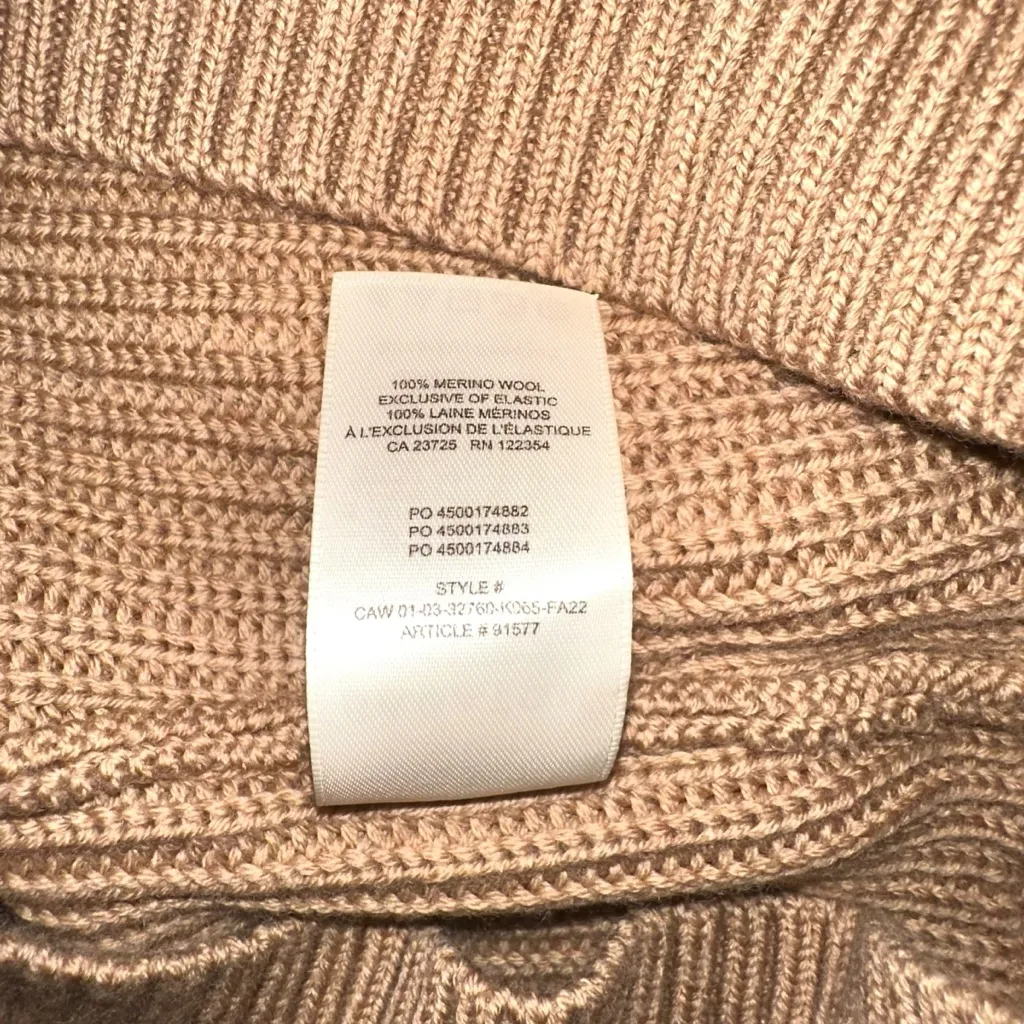 100% MERINO WOOL
EXCLUSIVE OF ELASTIC
100% LAINE MÉRINOS
À L'EXCLUSION DE L'ÉLASTIQUE
CA 23725 RN 122354
PO 4500174882
PO 4500174883
PO 4500174884
STYLE #
CAW 01-03-32760-K065-FA22
ARTICLE # 91577